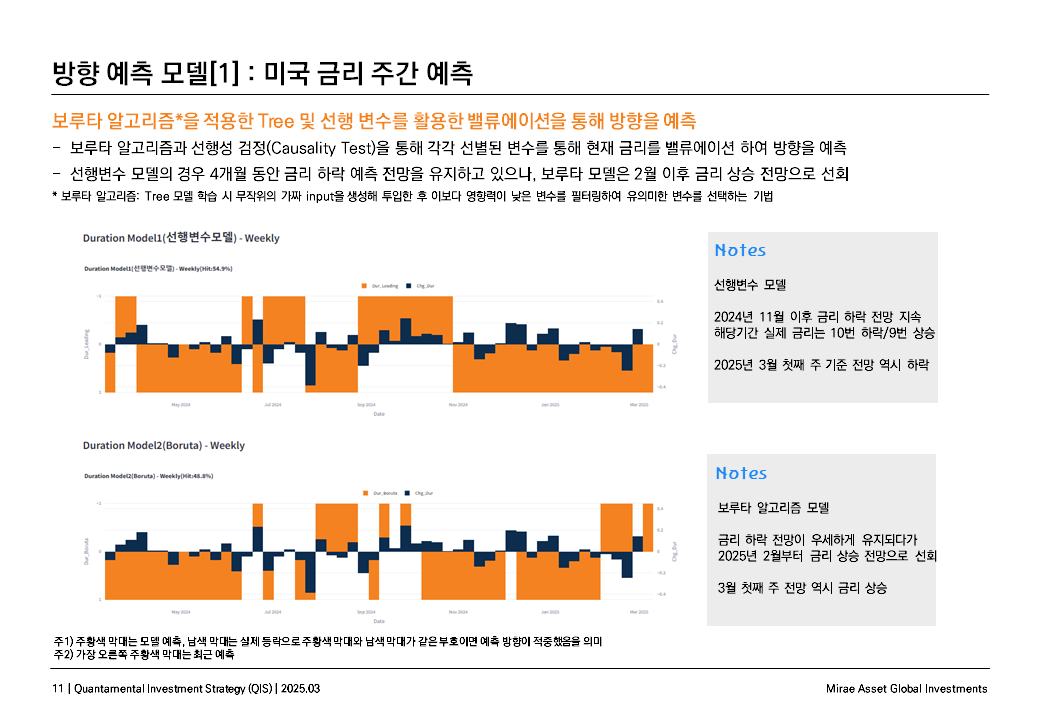 방향 예측 모델[1] : 미국 금리 주간 예측
보루타 알고리즘*을 적용한 Tree 및 선행 변수를 활용한 밸류에이션을 통해 방향을 예측
- 보루타 알고리즘과 선행성 검정(Causality Test)을 통해 각각 선별된 변수를 통해 현재 금리를 밸류에이션 하여 방향을 예측
- 선행변수 모델의 경우 4개월 동안 금리 하락 예측 전망을 유지하고 있으나, 보루타 모델은 2월 이후 금리 상승 전망으로 선회
* 보루타 알고리즘: Tree 모델 학습 시 무작위의 가짜 input을 생성해 투입한 후 이보다 영향력이 낮은 변수를 필터링하여 유의미한 변수를 선택하는 기법
Duration Model1(선행변수모델) - Weekly
Duration Model1(선행변수모델) - Weekly(Hit:54.9%)
Dur_Leading Chg_Dur
-1 0.4
0.2
Dur_Leading 0 0 Chg_Dur
-0.2
-0.4
1
May 2024 Jul 2024 Sep 2024 Nov 2024 Jan 2025 Mar 2025
Date
Notes
선행변수 모델
2024년 11월 이후 금리 하락 전망 지속
해당기간 실제 금리는 10번 하락/9번 상승
2025년 3월 첫째 주 기준 전망 역시 하락
Duration Model2(Boruta) - Weekly
Duration Model2(Boruta) - Weekly(Hit:48.8%)
Dur_Boruta Chg_Dur
-1 0.4
0.2
Dur_Boruta 0 0 Chg_Dur
-0.2
-0.4
1
May 2024 Jul 2024 Sep 2024 Nov 2024 Jan 2025 Mar 2025
Date
Notes
보루타 알고리즘 모델
금리 하락 전망이 우세하게 유지되다가
2025년 2월부터 금리 상승 전망으로 선회
3월 첫째 주 전망 역시 금리 상승
주1) 주황색 막대는 모델 예측, 남색 막대는 실제 등락으로 주황색 막대와 남색 막대가 같은 부호이면 예측 방향이 적중했음을 의미
주2) 가장 오른쪽 주황색 막대는 최근 예측
11 | Quantamental Investment Strategy (QIS) | 2025.03
Mirae Asset Global Investments